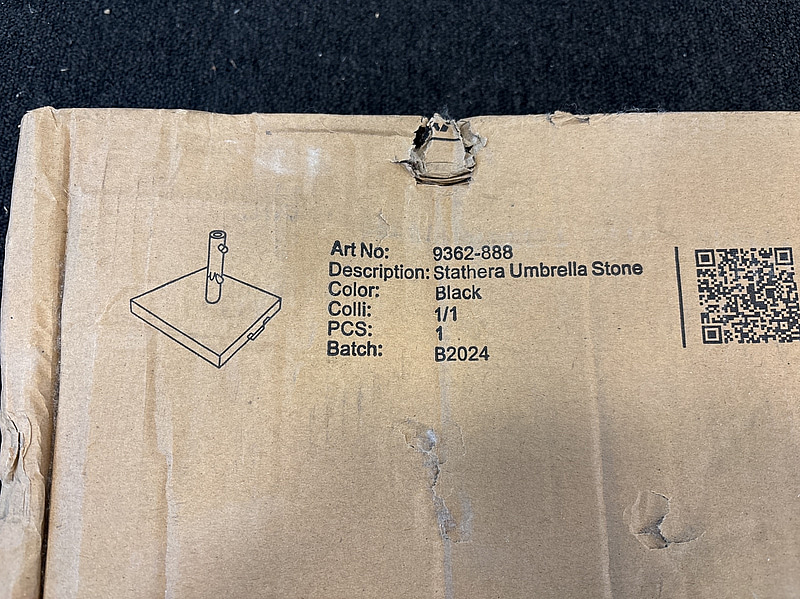 Art No: 9362-888
Description: Stathera Umbrella Stone
Color: Black
Colli: 1/1
PCS: 1
Batch: B2024